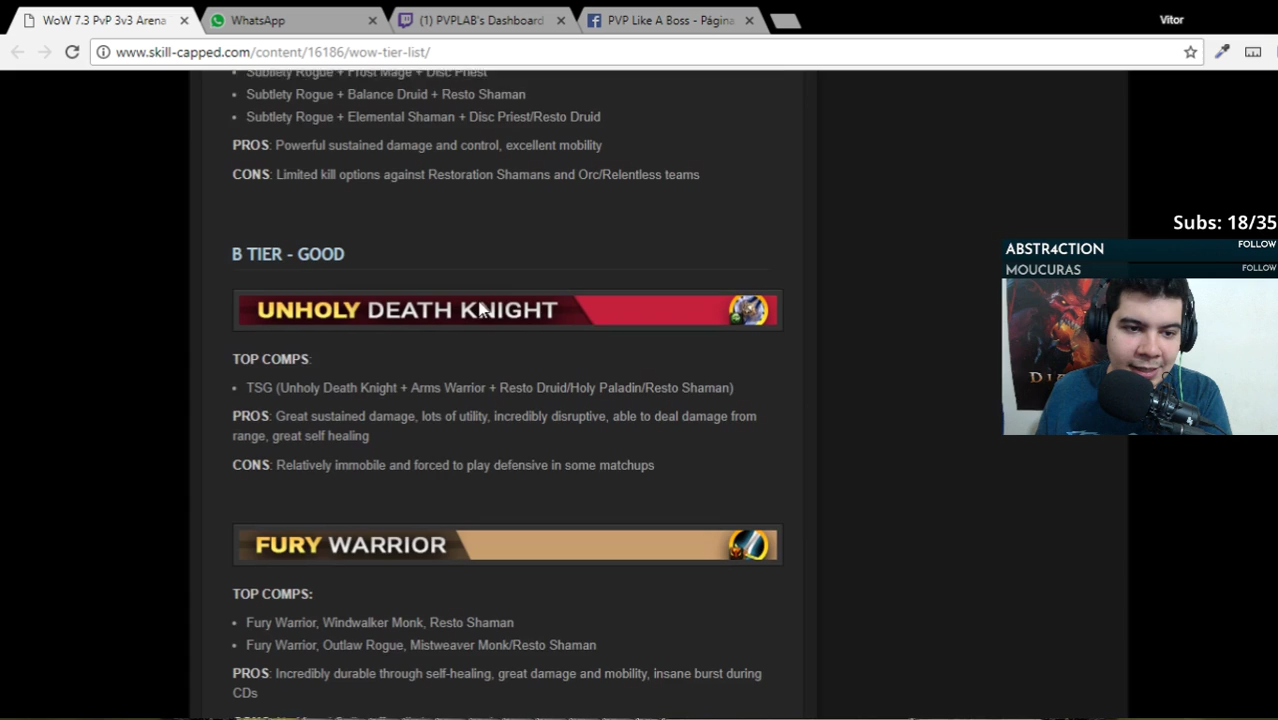 WoW 7.3 PvP 3v3 Arena
WhatsApp
(1) PVPLAB's Dashboard
PVP Like A Boss - Página
Vitor
www.skill-capped.com/content/16186/wow-tier-list/
Subtlety Rogue + Frost Mage + Disc Priest
Subtlety Rogue + Balance Druid + Resto Shaman
Subtlety Rogue + Elemental Shaman + Disc Priest/Resto Druid
PROS: Powerful sustained damage and control, excellent mobility
CONS: Limited kill options against Restoration Shamans and Orc/Relentless teams
Subs: 18/35
ABSTR4CTION FOLLOW
MOUCURAS FOLLOW
B TIER - GOOD
UNHOLY DEATH KNIGHT
TOP COMPS:
TSG (Unholy Death Knight + Arms Warrior + Resto Druid/Holy Paladin/Resto Shaman)
PROS: Great sustained damage, lots of utility, incredibly disruptive, able to deal damage from
range, great self healing
CONS: Relatively immobile and forced to play defensive in some matchups
FURY WARRIOR
TOP COMPS:
Fury Warrior, Windwalker Monk, Resto Shaman
Fury Warrior, Outlaw Rogue, Mistweaver Monk/Resto Shaman
PROS: Incredibly durable through self-healing, great damage and mobility, insane burst during
CDs